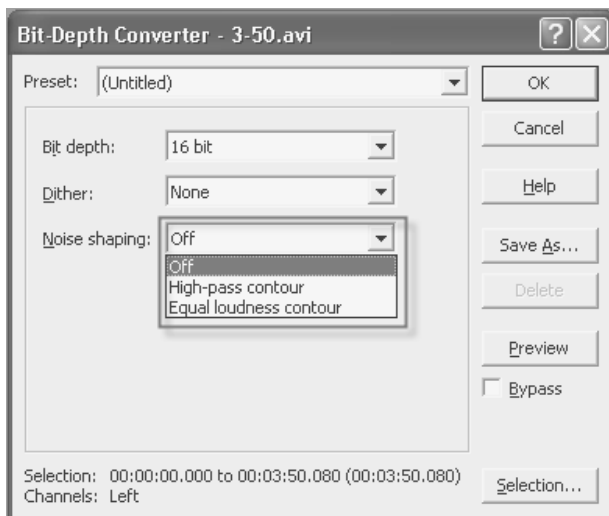 Bit-Depth Converter - 3-50.avi
Preset: (Untitled)
OK
Cancel
Bit depth: 16 bit
Dither: None
Help
Noise shaping: Off
Off
High-pass contour
Equal loudness contour
Save As...
Delete
Preview
Bypass
Selection: 00:00:00.000 to 00:03:50.080 (00:03:50.080)
Channels: Left
Selection...